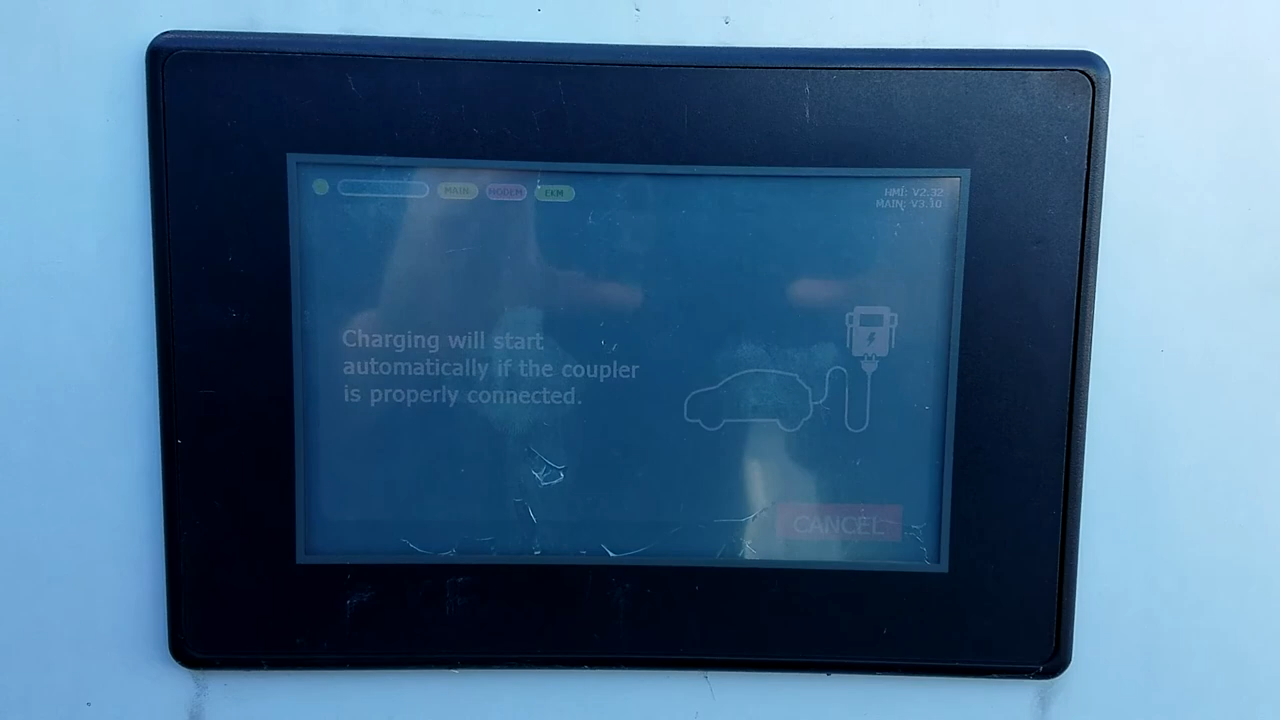 MAIN MODEM EKM
HMI: V2.32
MAIN: V3.10
Charging will start
automatically if the coupler
is properly connected.
CANCEL